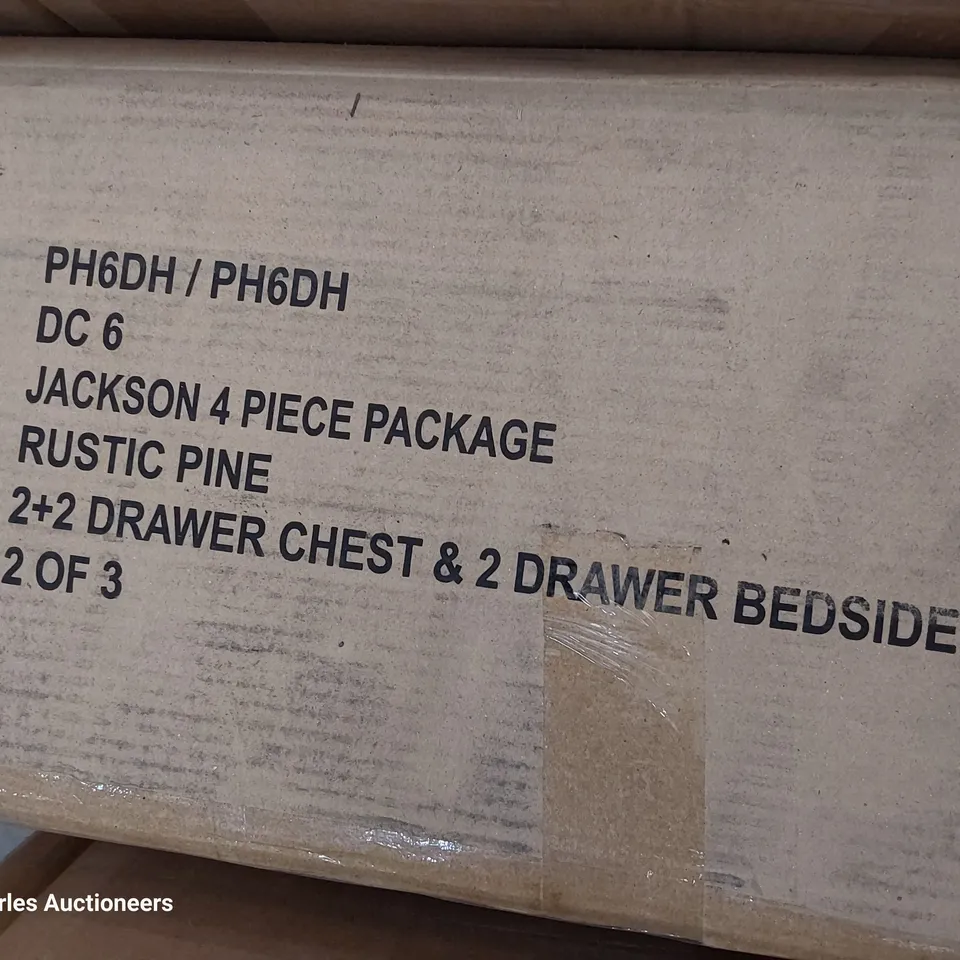 PH6DH / PH6DH
DC 6
JACKSON 4 PIECE PACKAGE
RUSTIC PINE
2+2 DRAWER CHEST & 2 DRAWER BEDSIDE
2 OF 3
Auctioneers